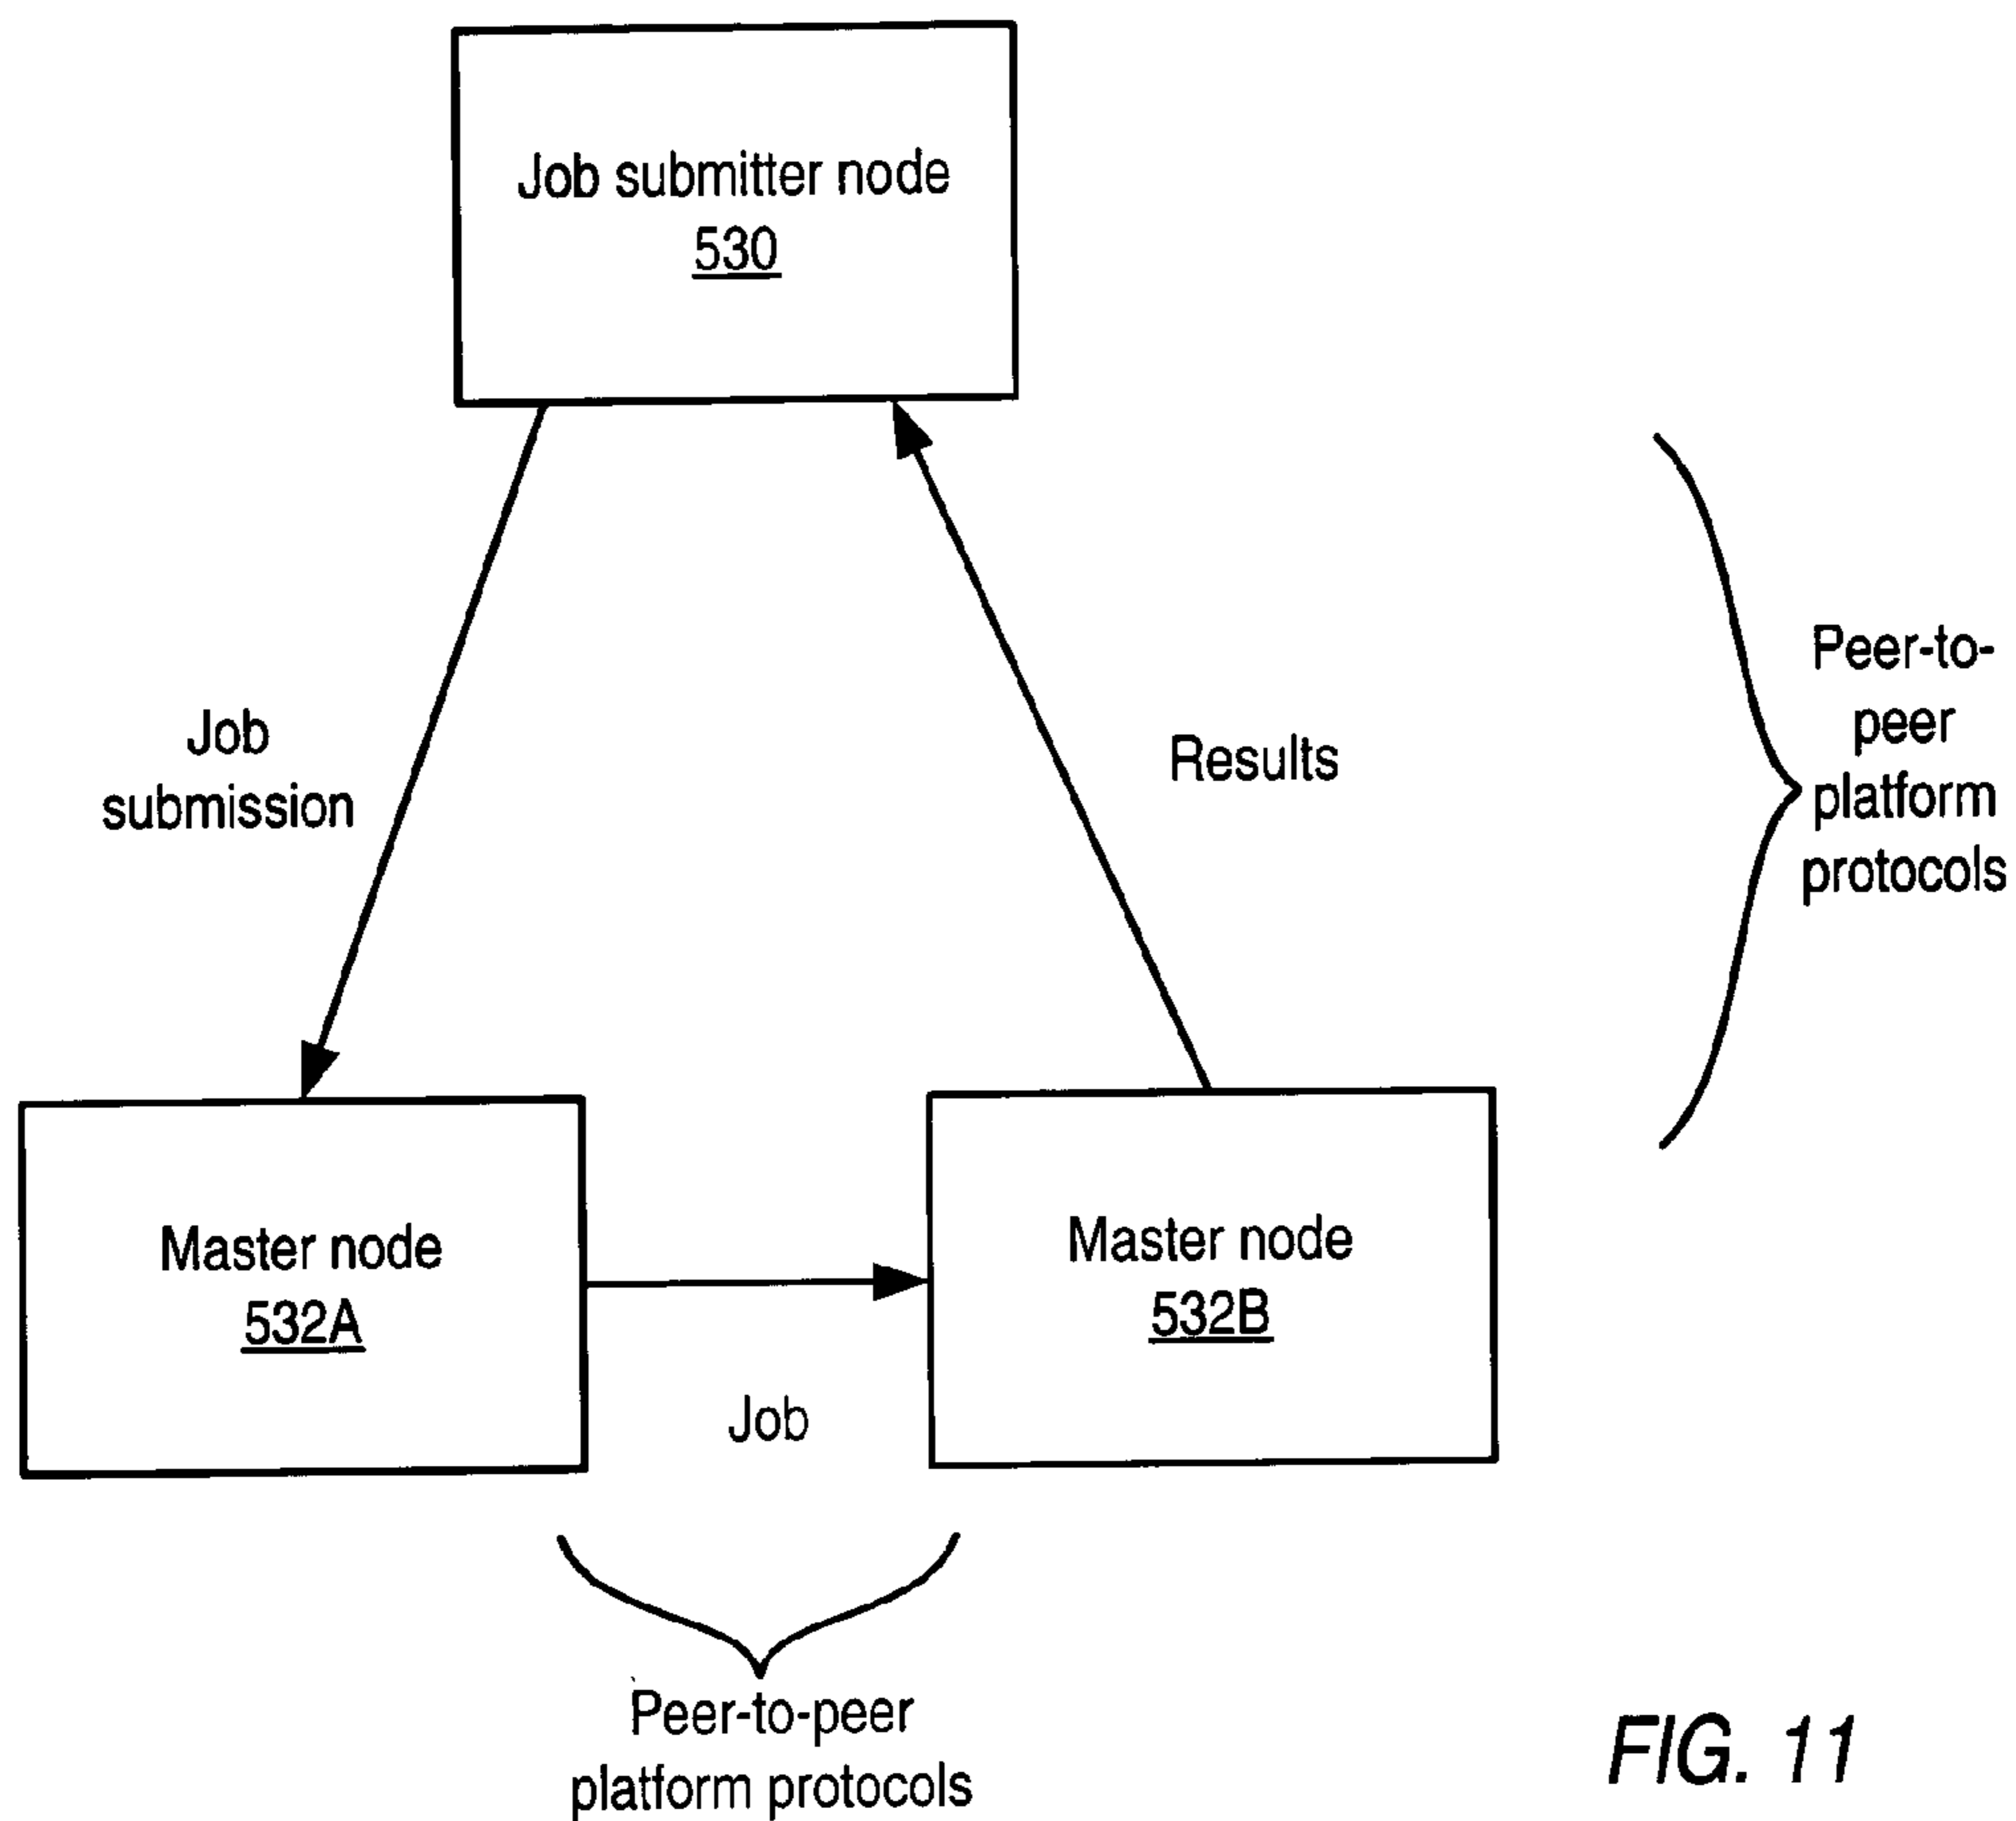 Job submitter node
530
Job
submission
Results
Peer-to-
peer
platform
protocols
Master node
532A
Job
Master node
532B
Peer-to-peer
platform protocols
FIG. 11